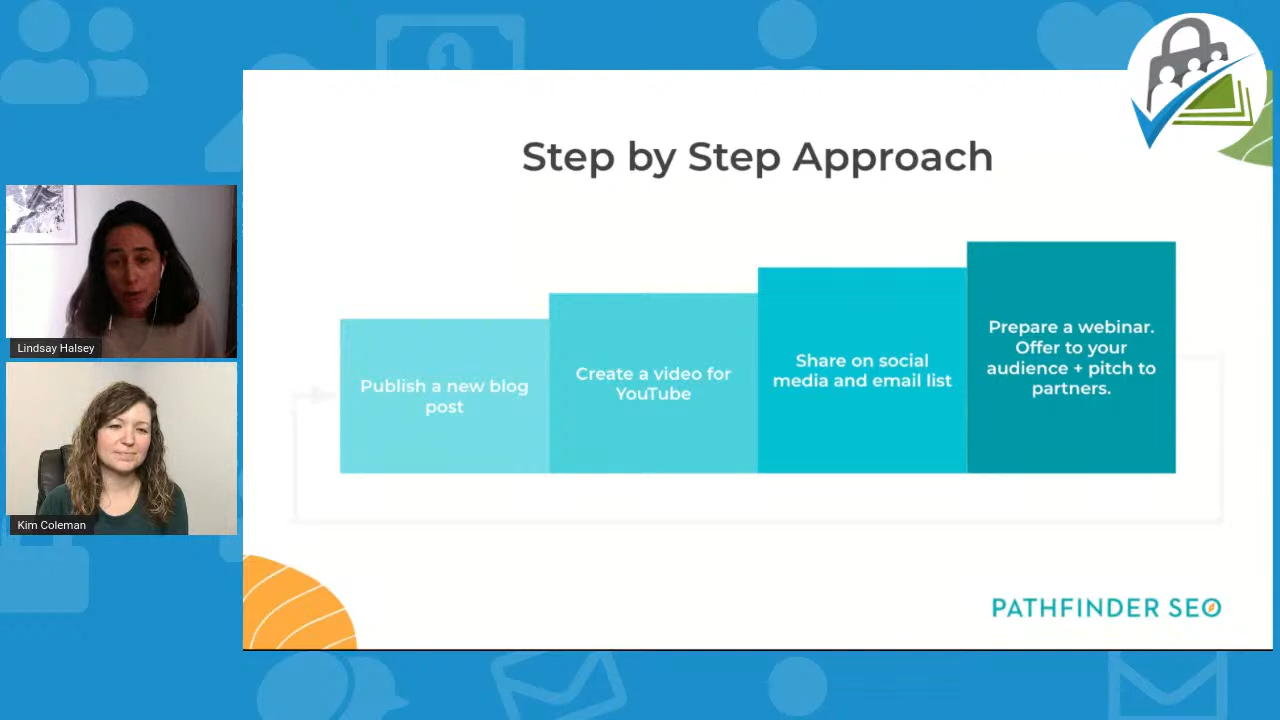 Step by Step Approach
Lindsay Halsey
Kim Coleman
Publish a new blog
post
Create a video for
YouTube
Share on social
media and email list
Prepare a webinar.
Offer to your
audience + pitch to
partners.
PATHFINDER SEO
1